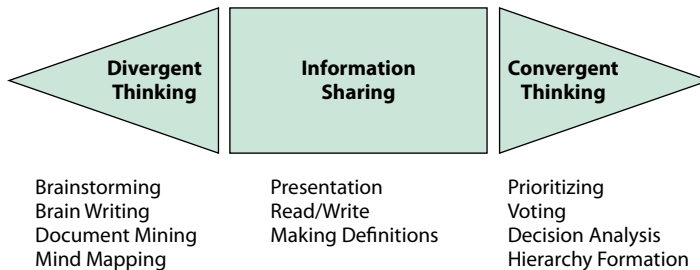 Divergent
Thinking
Information
Sharing
Convergent
Thinking
Brainstorming
Brain Writing
Document Mining
Mind Mapping
Presentation
Read/Write
Making Definitions
Prioritizing
Voting
Decision Analysis
Hierarchy Formation